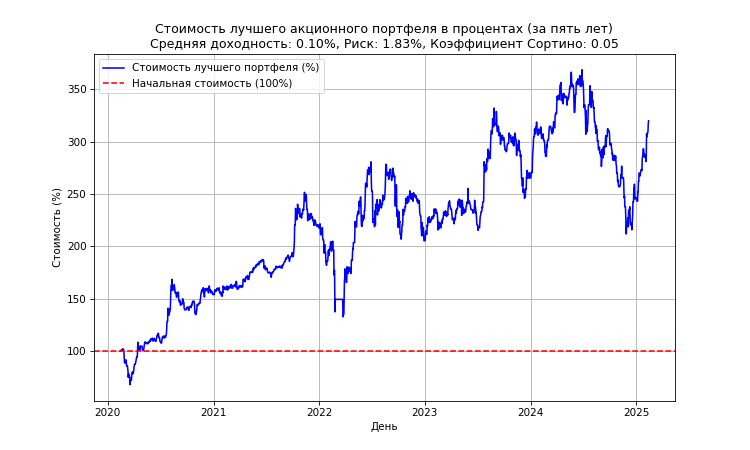 Стоимость лучшего акционного портфеля в процентах (за пять лет)
Средняя доходность: 0.10%, Риск: 1.83%, Коэффициент Сортино: 0.05
Стоимость лучшего портфеля (%)
Начальная стоимость (100%)
Стоимость (%)
350
300
250
200
150
100
2020
2021
2022
2023
2024
2025
День